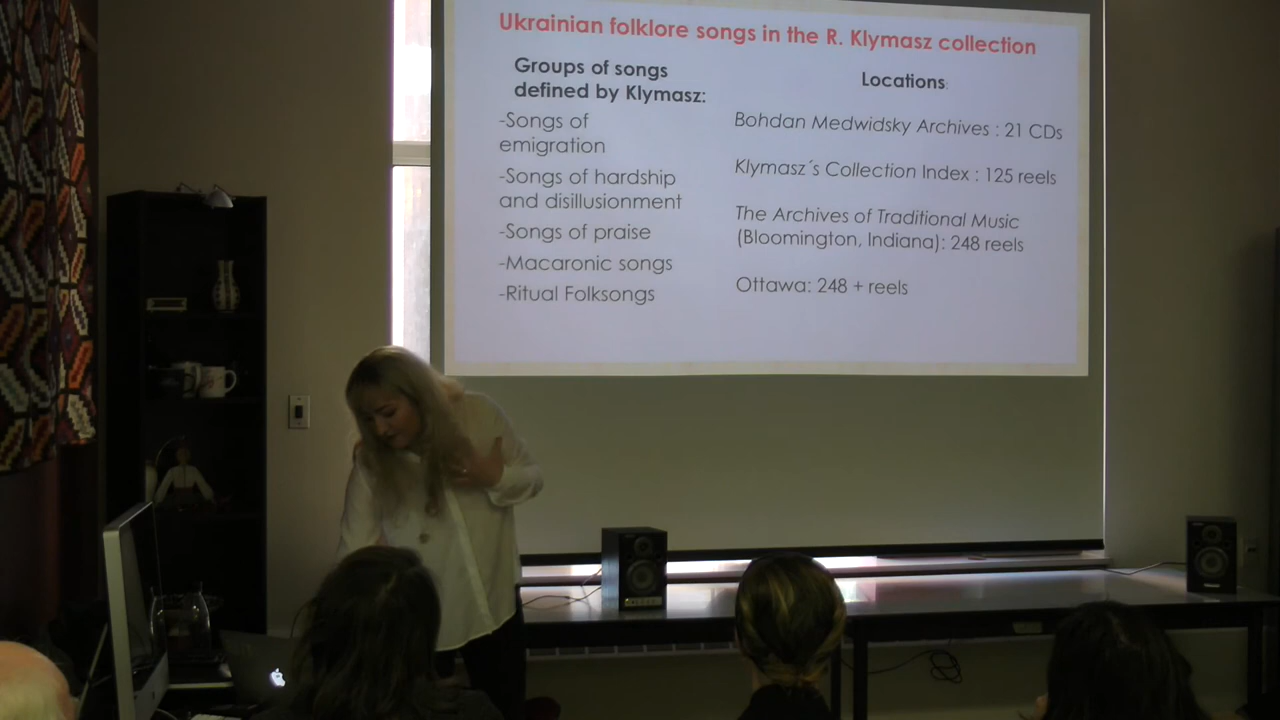 Ukrainian folklore songs in the R. Klymasz collection
Groups of songs
defined by Klymasz:
-Songs of
emigration
-Songs of hardship
and disillusionment
-Songs of praise
-Macaronic songs
-Ritual Folksongs
Locations:
Bohdan Medwidsky Archives : 21 CDs
Klymasz´s Collection Index : 125 reels
The Archives of Traditional Music
(Bloomington, Indiana): 248 reels
Ottawa: 248 + reels